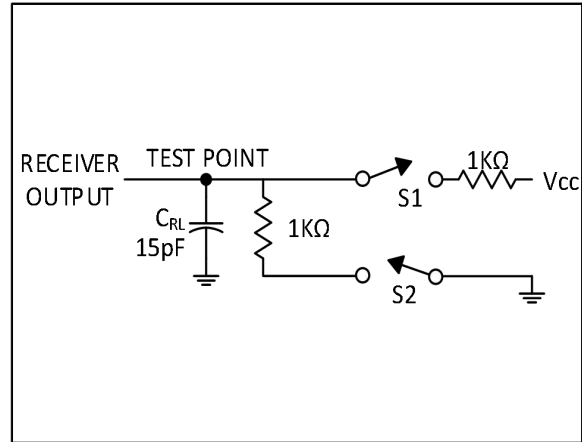 RECEIVER
OUTPUT
TEST POINT
CRL
15pF
1KΩ
S1
1KΩ
Vcc
S2